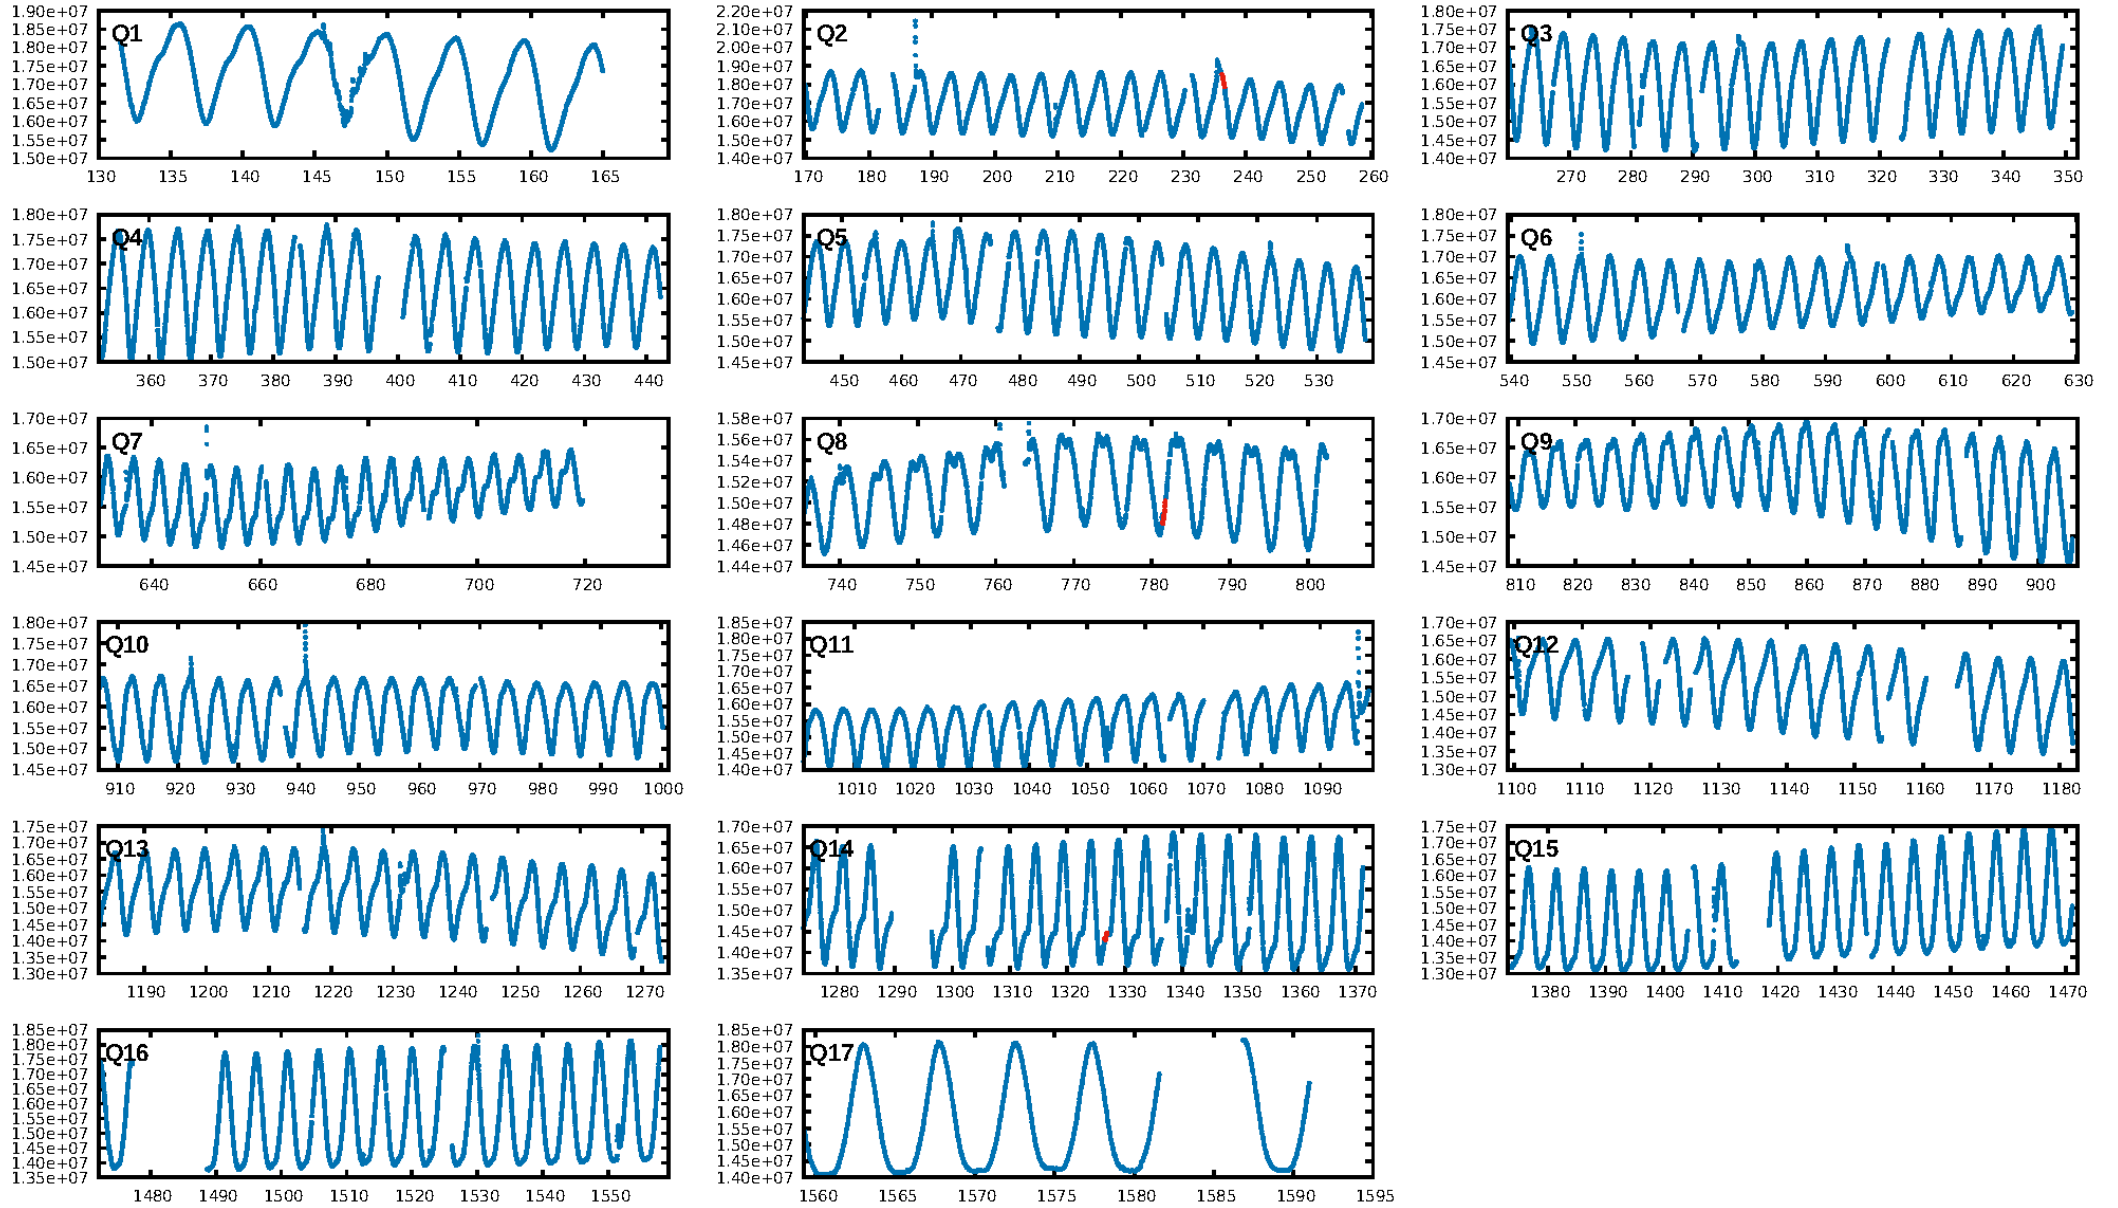 1.90e+07 1.85e+07 1.80e+07 1.75e+07 1.70e+07 1.65e+07 1.60e+07 1.55e+07 1.50e+07
Q1
130 135 140 145 150 155 160 165
2.20e+07 2.10e+07 2.00e+07 1.90e+07 1.80e+07 1.70e+07 1.60e+07 1.50e+07 1.40e+07
Q2
170 180 190 200 210 220 230 240 250 260
1.80e+07 1.75e+07 1.70e+07 1.65e+07 1.60e+07 1.55e+07 1.50e+07 1.45e+07 1.40e+07
Q3
270 280 290 300 310 320 330 340 350
1.80e+07 1.75e+07 1.70e+07 1.65e+07 1.60e+07 1.55e+07 1.50e+07
Q4
360 370 380 390 400 410 420 430 440
1.80e+07 1.75e+07 1.70e+07 1.65e+07 1.60e+07 1.55e+07 1.50e+07 1.45e+07
Q5
450 460 470 480 490 500 510 520 530
1.80e+07 1.75e+07 1.70e+07 1.65e+07 1.60e+07 1.55e+07 1.50e+07 1.45e+07
Q6
540 550 560 570 580 590 600 610 620 630
1.70e+07 1.65e+07 1.60e+07 1.55e+07 1.50e+07 1.45e+07
Q7
640 660 680 700 720
1.58e+07 1.56e+07 1.54e+07 1.52e+07 1.50e+07 1.48e+07 1.46e+07 1.44e+07
Q8
740 750 760 770 780 790 800
1.70e+07 1.65e+07 1.60e+07 1.55e+07 1.50e+07 1.45e+07
Q9
810 820 830 840 850 860 870 880 890 900
1.80e+07 1.75e+07 1.70e+07 1.65e+07 1.60e+07 1.55e+07 1.50e+07 1.45e+07
Q10
910 920 930 940 950 960 970 980 990 1000
1.85e+07 1.80e+07 1.75e+07 1.70e+07 1.65e+07 1.60e+07 1.55e+07 1.50e+07 1.45e+07 1.40e+07
Q11
1010 1020 1030 1040 1050 1060 1070 1080 1090
1.70e+07 1.65e+07 1.60e+07 1.55e+07 1.50e+07 1.45e+07 1.40e+07 1.35e+07 1.30e+07
Q12
1100 1110 1120 1130 1140 1150 1160 1170 1180
1.75e+07 1.70e+07 1.65e+07 1.60e+07 1.55e+07 1.50e+07 1.45e+07 1.40e+07 1.35e+07 1.30e+07
Q13
1190 1200 1210 1220 1230 1240 1250 1260 1270
1.70e+07 1.65e+07 1.60e+07 1.55e+07 1.50e+07 1.45e+07 1.40e+07 1.35e+07
Q14
1280 1290 1300 1310 1320 1330 1340 1350 1360 1370
1.75e+07 1.70e+07 1.65e+07 1.60e+07 1.55e+07 1.50e+07 1.45e+07 1.40e+07 1.35e+07 1.30e+07
Q15
1380 1390 1400 1410 1420 1430 1440 1450 1460 1470
1.85e+07 1.80e+07 1.75e+07 1.70e+07 1.65e+07 1.60e+07 1.55e+07 1.50e+07 1.45e+07 1.40e+07 1.35e+07
Q16
1480 1490 1500 1510 1520 1530 1540 1550
1.85e+07 1.80e+07 1.75e+07 1.70e+07 1.65e+07 1.60e+07 1.55e+07 1.50e+07 1.45e+07 1.40e+07
Q17
1560 1565 1570 1575 1580 1585 1590 1595